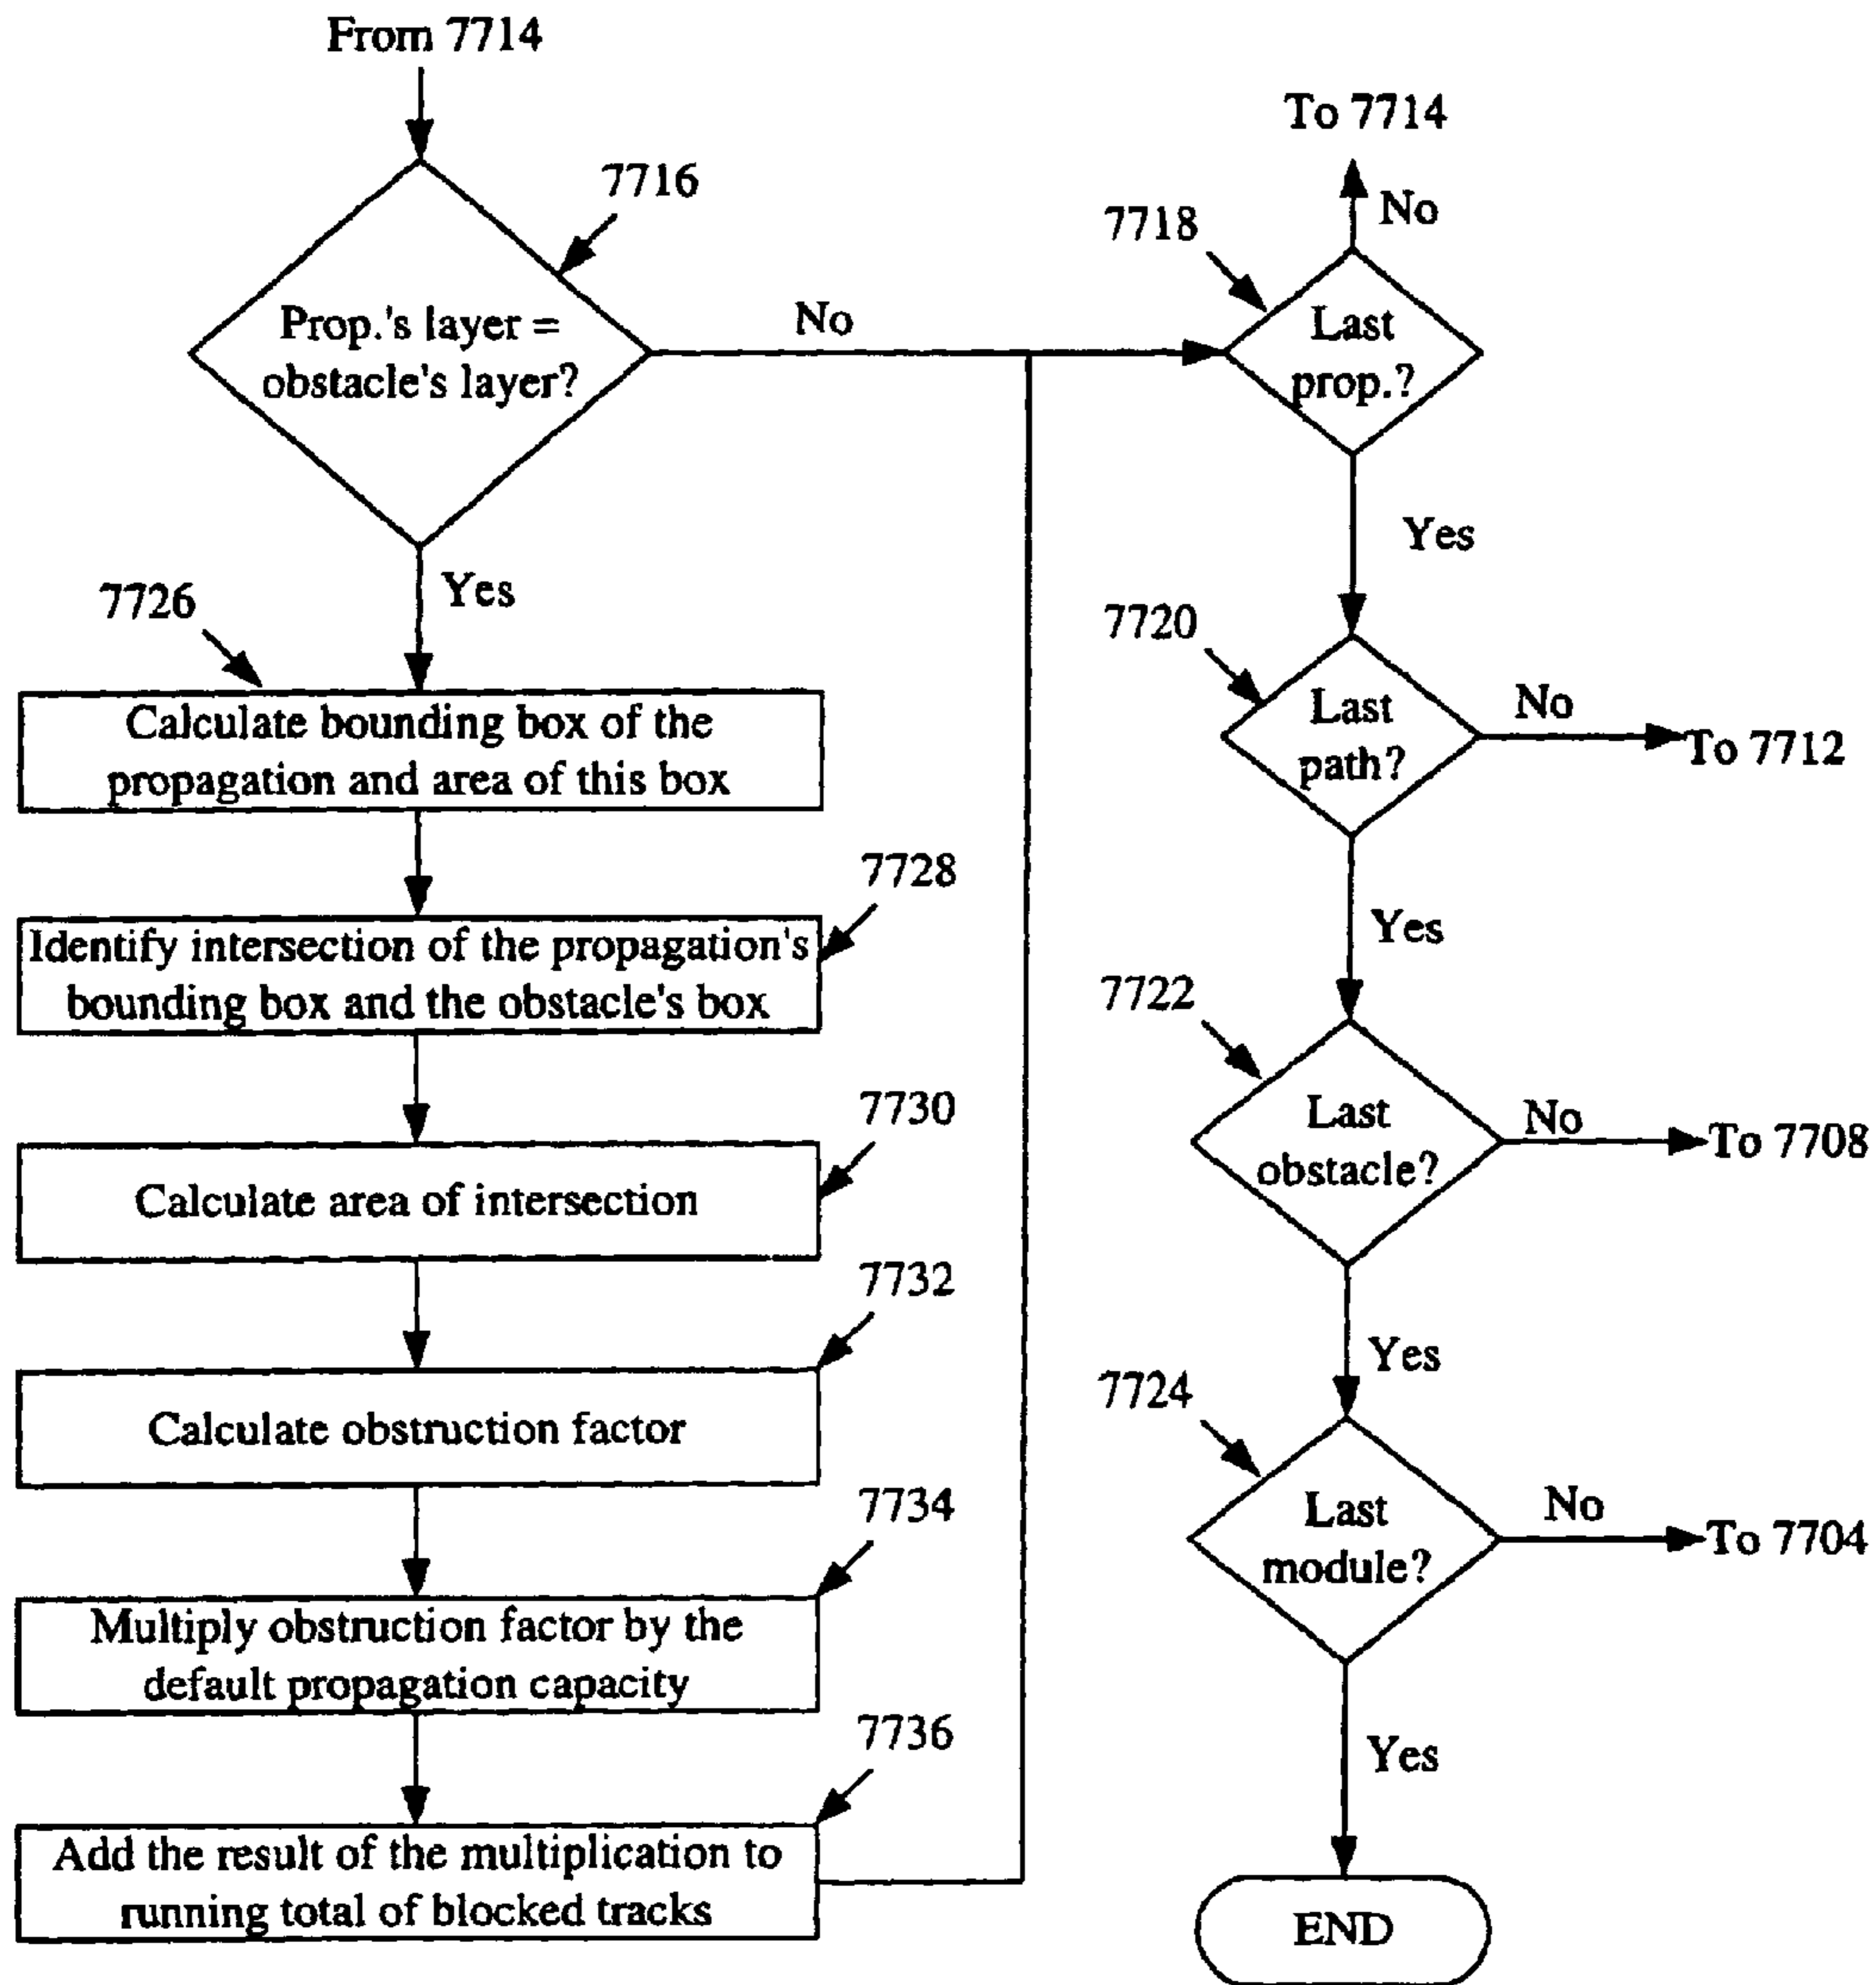 From 7714
7716
Prop.'s layer =
obstacle's layer?
No
Yes
7726
Calculate bounding box of the
propagation and area of this box
7728
Identify intersection of the propagation's
bounding box and the obstacle's box
7730
Calculate area of intersection
7732
Calculate obstruction factor
7734
Multiply obstruction factor by the
default propagation capacity
7736
Add the result of the multiplication to
running total of blocked tracks
To 7714
No
7718
Last
prop.?
Yes
7720
Last
path?
No
To 7712
Yes
7722
Last
obstacle?
No
To 7708
Yes
7724
Last
module?
No
To 7704
Yes
END